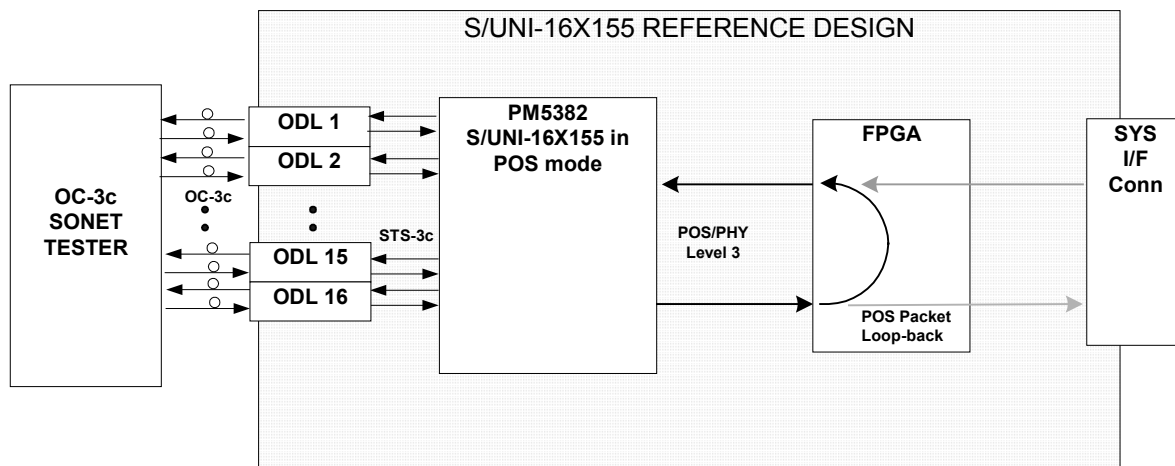 S/UNI-16X155 REFERENCE DESIGN
OC-3c
SONET
TESTER
OC-3c
ODL 1
ODL 2
ODL 15
ODL 16
STS-3c
PM5382
S/UNI-16X155 in
POS mode
POS/PHY
Level 3
FPGA
POS Packet
Loop-back
SYS
I/F
Conn